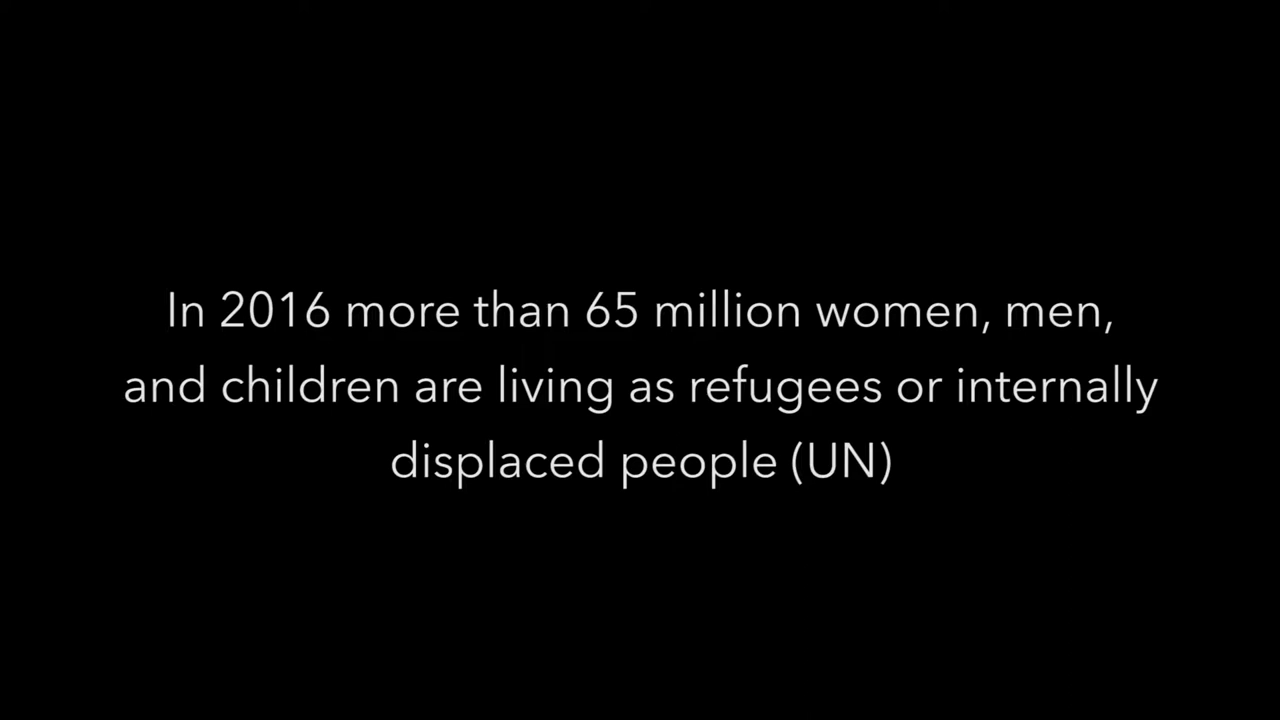 In 2016 more than 65 million women, men,
and children are living as refugees or internally
displaced people (UN)